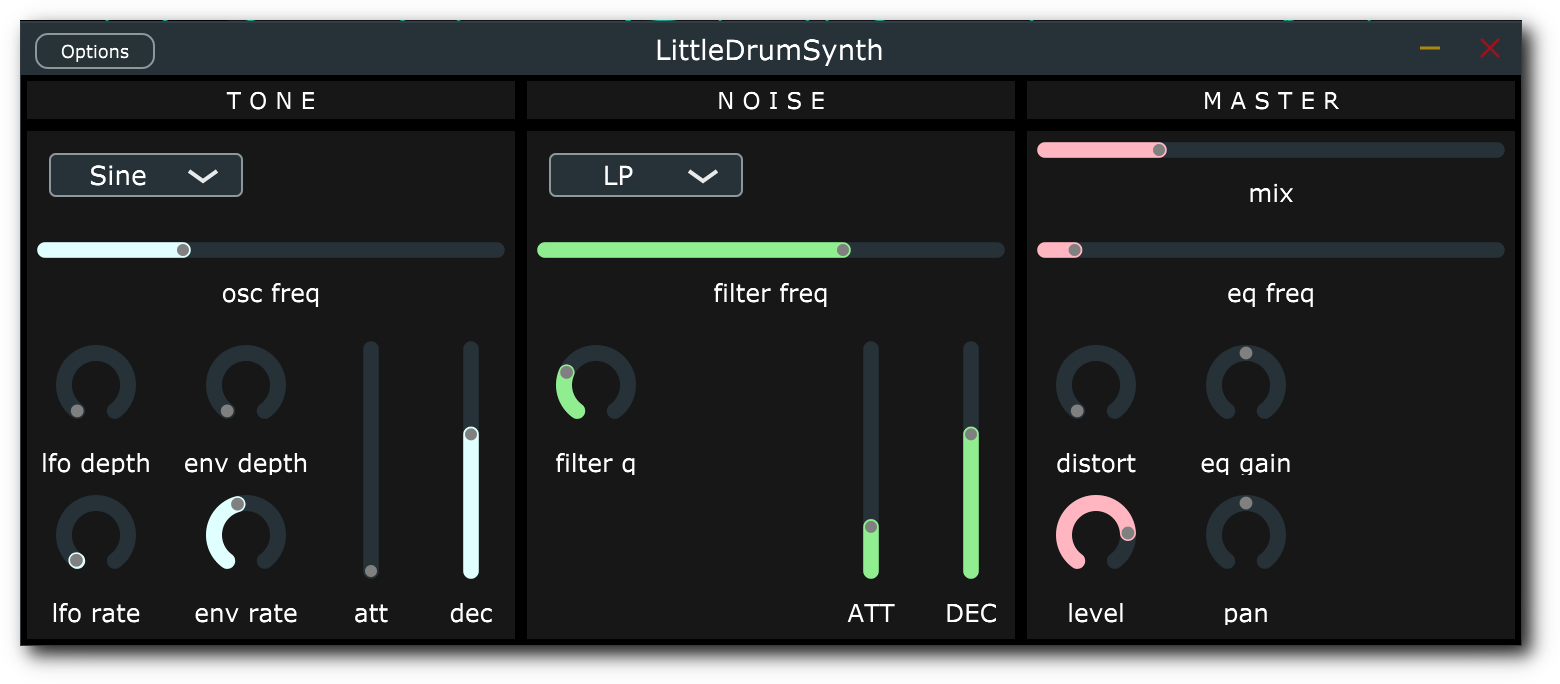 Options
LittleDrumSynth
TONE
NOISE
MASTER
Sine
osc freq
lfo depth
env depth
lfo rate
env rate
att
dec
LP
filter freq
filter q
ATT
DEC
mix
eq freq
distort
eq gain
level
pan